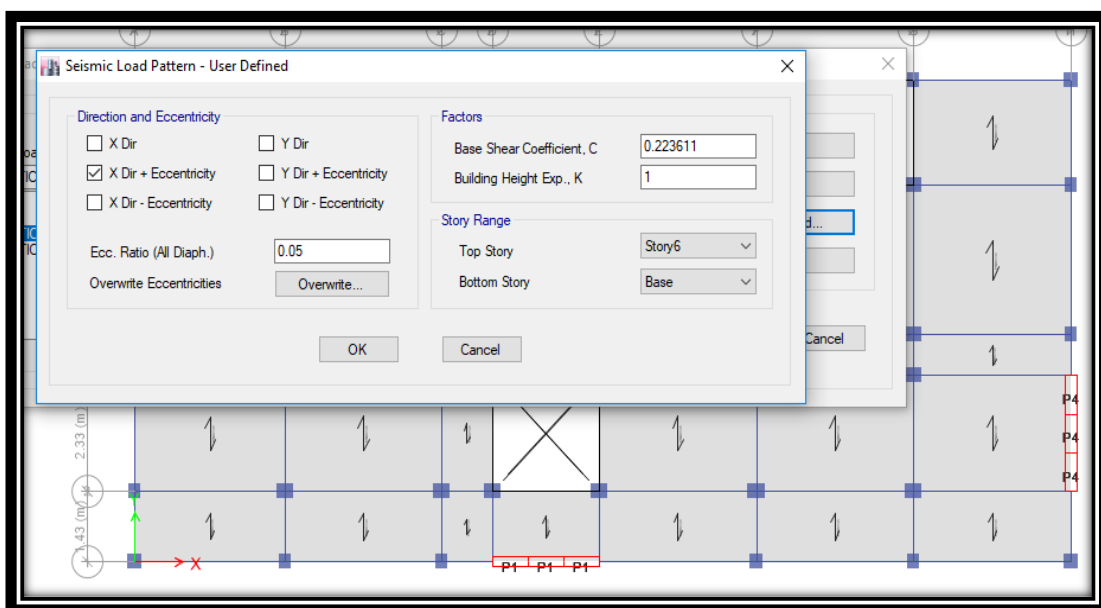 Seismic Load Pattern - User Defined
Direction and Eccentricity
X Dir
Y Dir
X Dir + Eccentricity
Y Dir + Eccentricity
X Dir - Eccentricity
Y Dir - Eccentricity
Ecc. Ratio (All Diaph.)
0.05
Overwrite Eccentricities
Overwrite...
Factors
Base Shear Coefficient, C
0.223611
Building Height Exp., K
1
Story Range
Top Story
Story6
Bottom Story
Base
OK
Cancel
Cancel
2.33 (m)
1.43 (m)
X
P4
P4
P4
P1 P1 P1